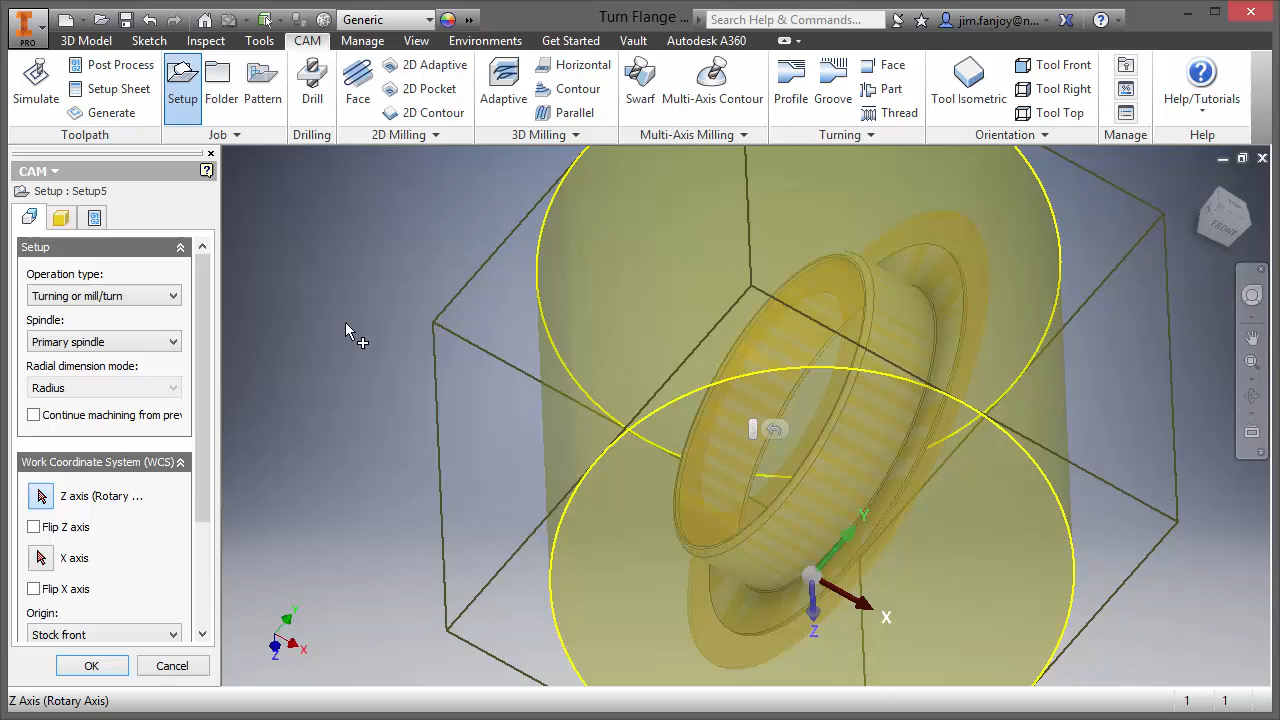 PRO
Generic
Turn Flange ...
Search Help & Commands...
jim.fanjoy@n...
3D Model
Sketch
Inspect
Tools
CAM
Manage
View
Environments
Get Started
Vault
Autodesk A360
Simulate
Post Process
Setup Sheet
Generate
Toolpath
Setup
Folder
Pattern
Job
Drill
Drilling
Face
2D Adaptive
2D Pocket
2D Contour
2D Milling
Adaptive
Horizontal
Contour
Parallel
3D Milling
Swarf
Multi-Axis Contour
Multi-Axis Milling
Profile
Groove
Face
Part
Thread
Turning
Tool Isometric
Tool Front
Tool Right
Tool Top
Orientation
Manage
Help/Tutorials
Help
CAM
Setup : Setup5
Setup
Operation type:
Turning or mill/turn
Spindle:
Primary spindle
Radial dimension mode:
Radius
Continue machining from prev
Work Coordinate System (WCS)
Z axis (Rotary ...
Flip Z axis
X axis
Flip X axis
Origin:
Stock front
OK
Cancel
FRONT
Y
X
Z
Y
X
Z
Z Axis (Rotary Axis)
1
1